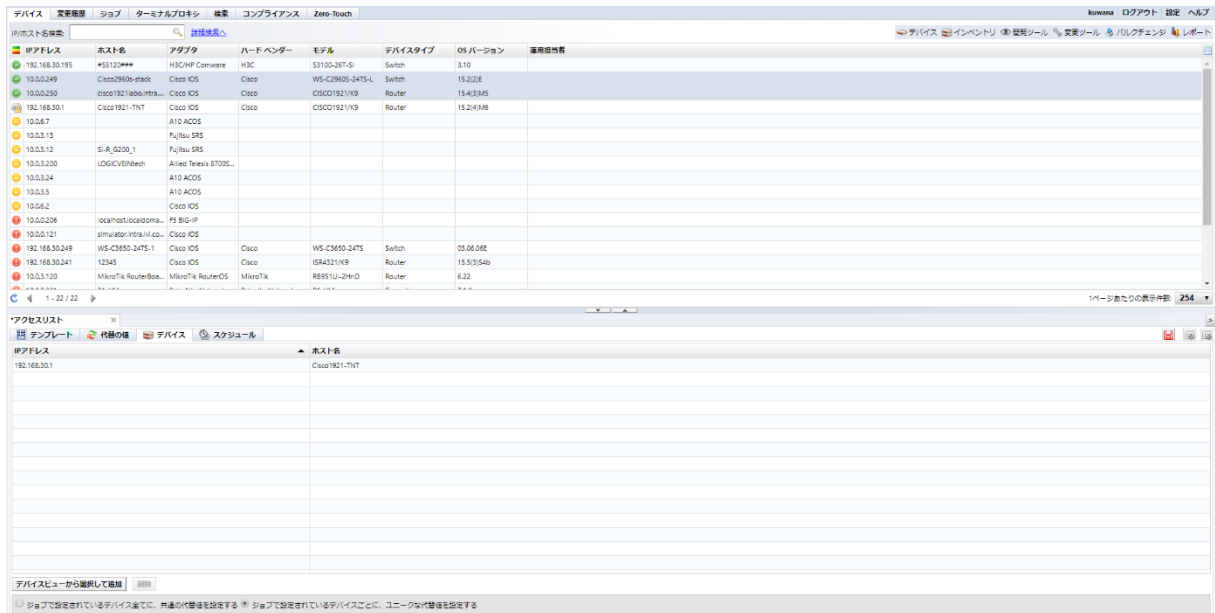 デバイス 変更履歴 ジョブ ターミナルプロキシ 検索 コンプライアンス Zero-Touch kuwana ログアウト 設定 ヘルプ
IP/ホスト名検索: 詳細検索へ デバイス インベントリ 閲覧ツール 変更ツール バルクチェンジ レポート
IPアドレス ホスト名 アダプタ ハード ベンダー モデル デバイスタイプ OS バージョン 運用担当者
192.168.30.195 #S5120### H3C/HP Comware H3C S3100-26T-SI Switch 3.10
10.0.0.249 Cisco2960s-stack Cisco IOS Cisco WS-C2960S-24TS-L Switch 15.2(2)E
10.0.0.250 cisco1921labo.intra... Cisco IOS Cisco CISCO1921/K9 Router 15.4(3)M5
192.168.30.1 Cisco1921-TNT Cisco IOS Cisco CISCO1921/K9 Router 15.2(4)M6
10.0.6.7 A10 ACOS
10.0.3.13 Fujitsu SRS
10.0.3.12 SI-R_G200_1 Fujitsu SRS
10.0.3.200 LOGICVEINtech Allied Telesis 8700S...
10.0.3.24 A10 ACOS
10.0.3.5 A10 ACOS
10.0.6.2 Cisco IOS
10.0.0.206 localhost.localdoma... F5 BIG-IP
10.0.0.121 simulator.intra.lvi.co... Cisco IOS
192.168.30.249 WS-C3650-24TS-1 Cisco IOS Cisco WS-C3650-24TS Switch 03.06.06E
192.168.30.241 12345 Cisco IOS Cisco ISR4321/K9 Router 15.5(3)S4b
10.0.3.120 MikroTik RouterBoa... MikroTik RouterOS MikroTik RB951Ui-2HnD Router 6.22
1 - 22 / 22 1ページあたりの表示件数: 254
*アクセスリスト
テンプレート 代替の値 デバイス スケジュール
IPアドレス ホスト名
192.168.30.1 Cisco1921-TNT
デバイスビューから選択して追加 削除
ジョブで設定されているデバイス全てに、共通の代替値を設定する ジョブで設定されているデバイスごとに、ユニークな代替値を設定する